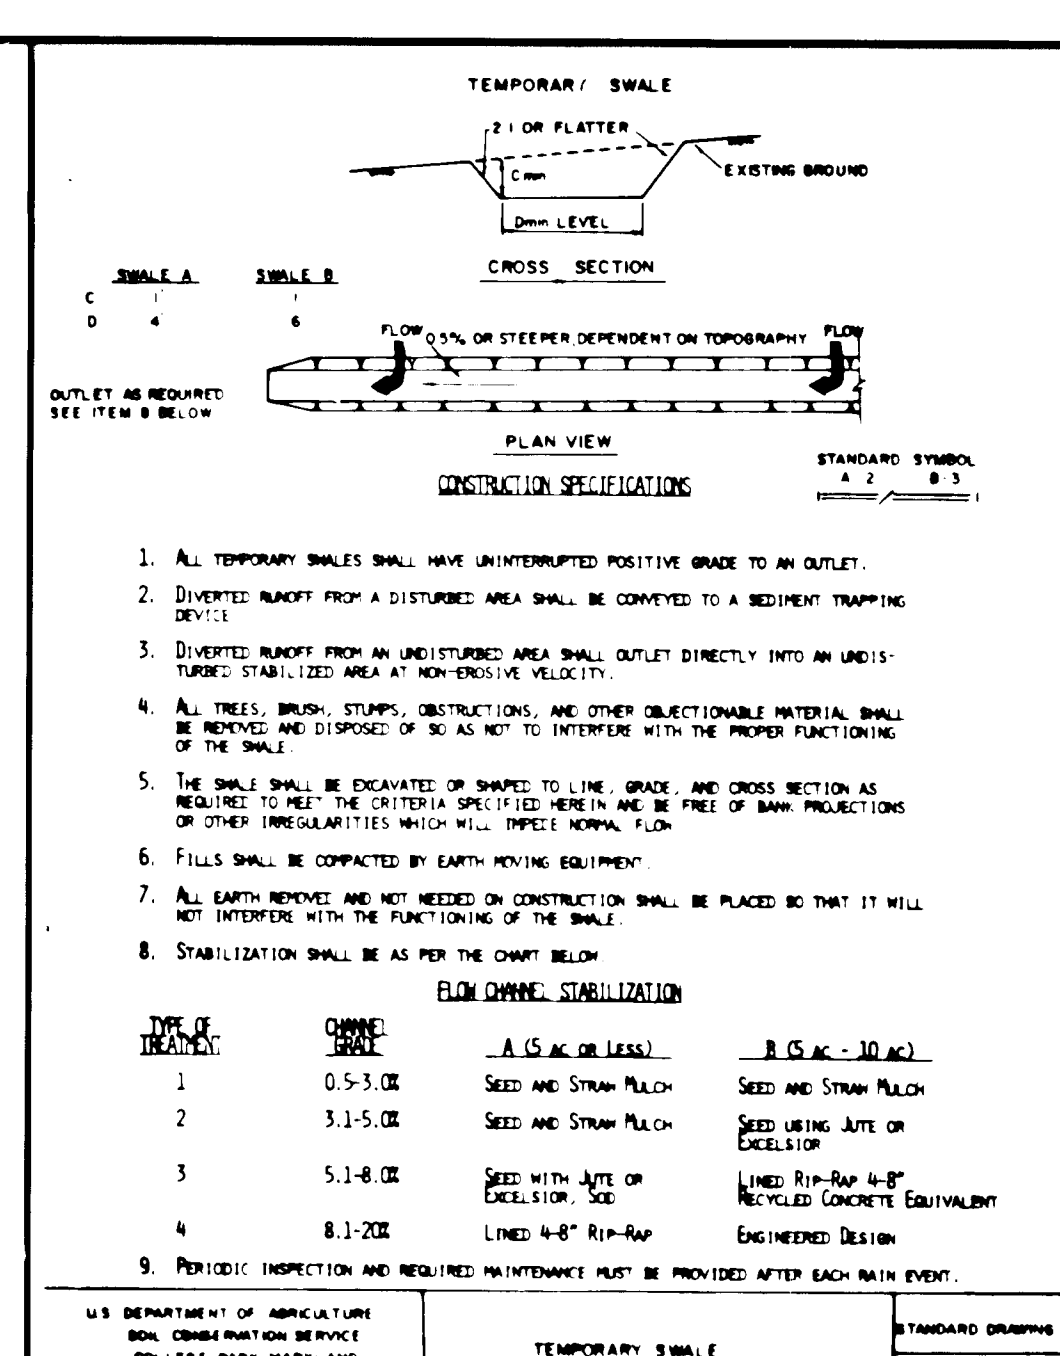 TEMPORARY SWALE
2 1 OR FLATTER
EXISTING GROUND
C min
Dmin LEVEL
CROSS SECTION
SWALE A SWALE B
C 1 1
D 4 6
FLOW 0.5% OR STEEPER, DEPENDENT ON TOPOGRAPHY FLOW
OUTLET AS REQUIRED
SEE ITEM 8 BELOW
PLAN VIEW
STANDARD SYMBOL
A-2 B-3
CONSTRUCTION SPECIFICATIONS
1. ALL TEMPORARY SWALES SHALL HAVE UNINTERRUPTED POSITIVE GRADE TO AN OUTLET.
2. DIVERTED RUNOFF FROM A DISTURBED AREA SHALL BE CONVEYED TO A SEDIMENT TRAPPING
DEVICE
3. DIVERTED RUNOFF FROM AN UNDISTURBED AREA SHALL OUTLET DIRECTLY INTO AN UNDIS-
TURBED STABILIZED AREA AT NON-EROSIVE VELOCITY.
4. ALL TREES, BRUSH, STUMPS, OBSTRUCTIONS, AND OTHER OBJECTIONABLE MATERIAL SHALL
BE REMOVED AND DISPOSED OF SO AS NOT TO INTERFERE WITH THE PROPER FUNCTIONING
OF THE SWALE.
5. THE SWALE SHALL BE EXCAVATED OR SHAPED TO LINE, GRADE, AND CROSS SECTION AS
REQUIRED TO MEET THE CRITERIA SPECIFIED HEREIN AND BE FREE OF BANK PROJECTIONS
OR OTHER IRREGULARITIES WHICH WILL IMPEDE NORMAL FLOW
6. FILLS SHALL BE COMPACTED BY EARTH MOVING EQUIPMENT.
7. ALL EARTH REMOVED AND NOT NEEDED ON CONSTRUCTION SHALL BE PLACED SO THAT IT WILL
NOT INTERFERE WITH THE FUNCTIONING OF THE SWALE.
8. STABILIZATION SHALL BE AS PER THE CHART BELOW
FLOW CHANNEL STABILIZATION
TYPE OF TREATMENT CHANNEL GRADE A (5 AC OR LESS) B (5 AC - 10 AC)
1 0.5-3.0% SEED AND STRAW MULCH SEED AND STRAW MULCH
2 3.1-5.0% SEED AND STRAW MULCH SEED USING JUTE OR
EXCELSIOR
3 5.1-8.0% SEED WITH JUTE OR LINED RIP-RAP 4-8"
EXCELSIOR, SOD RECYCLED CONCRETE EQUIVALENT
4 8.1-20% LINED 4-8" RIP-RAP ENGINEERED DESIGN
9. PERIODIC INSPECTION AND REQUIRED MAINTENANCE MUST BE PROVIDED AFTER EACH RAIN EVENT.
U.S DEPARTMENT OF AGRICULTURE
SOIL CONSERVATION SERVICE
COLLEGE PARK, MARYLAND
TEMPORARY SWALE
STANDARD DRAWING